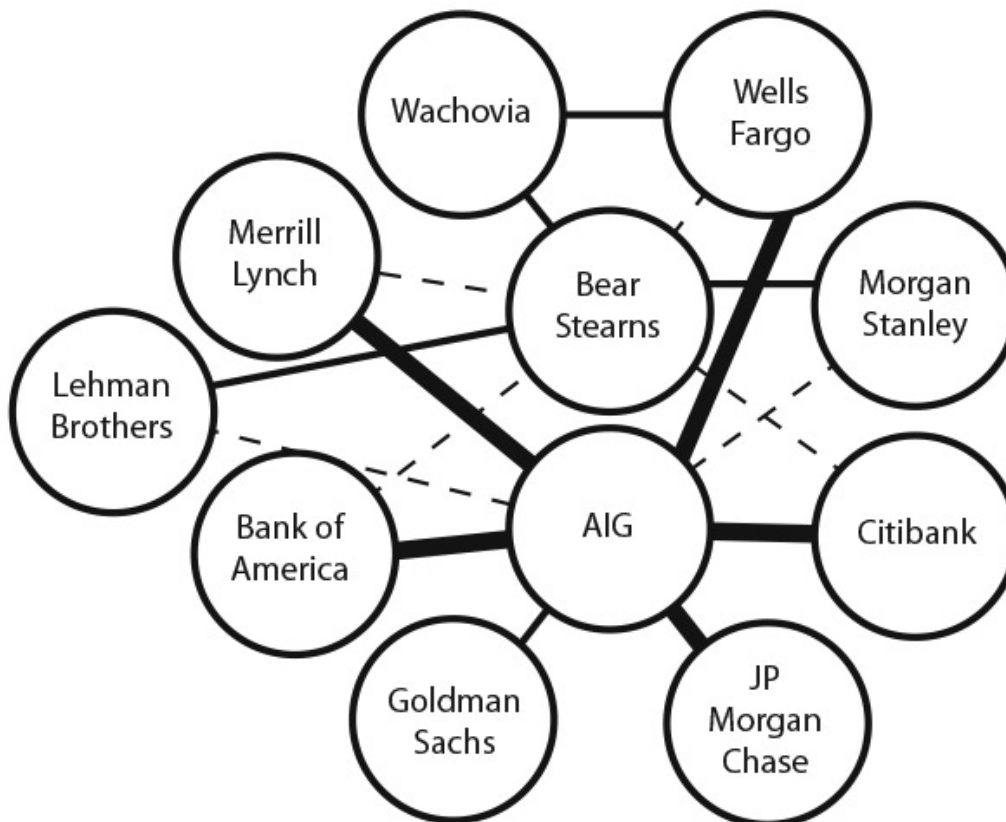 Wachovia
Wells
Fargo
Merrill
Lynch
Bear
Stearns
Morgan
Stanley
Lehman
Brothers
Bank of
America
AIG
Citibank
Goldman
Sachs
JP
Morgan
Chase